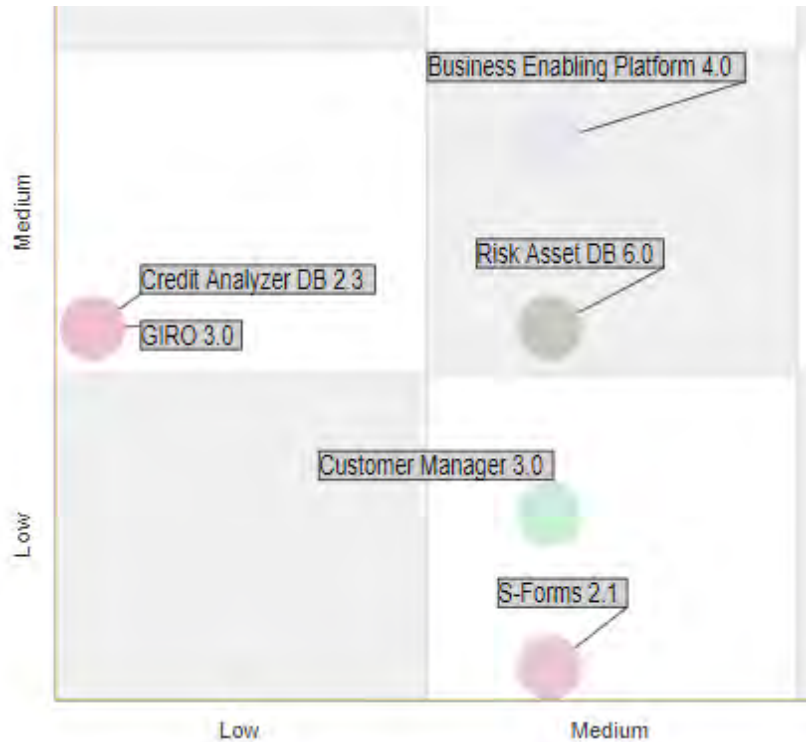 Business Enabling Platform 4.0
Medium
Risk Asset DB 6.0
Credit Analyzer DB 2.3
GIRO 3.0
Customer Manager 3.0
Low
S-Forms 2.1
Low
Medium